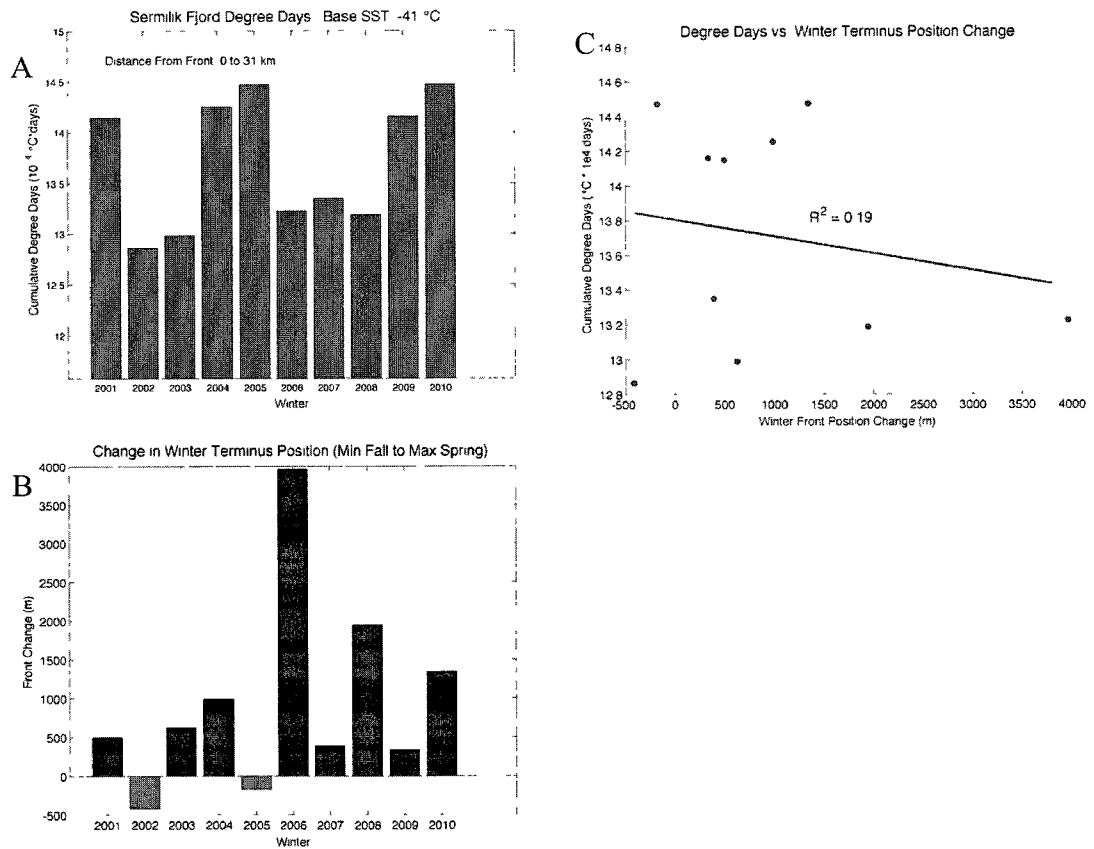 A
Sermilik Fjord Degree Days Base SST -41 °C
Distance From Front 0 to 31 km
Cumulative Degree Days (10⁻⁴ °C*days)
15
14 5
14
13 5
13
12 5
12
2001 2002 2003 2004 2005 2006 2007 2008 2009 2010
Winter
B
Change in Winter Terminus Position (Min Fall to Max Spring)
Front Change (m)
4000
3500
3000
2500
2000
1500
1000
500
0
-500
2001 2002 2003 2004 2005 2006 2007 2008 2009 2010
Winter
C
Degree Days vs Winter Terminus Position Change
Cumulative Degree Days (°C * 1e4 days)
14 8
14 6
14 4
14 2
14
13 8
13 6
13 4
13 2
13
12 8
R² = 0 19
-500 0 500 1000 1500 2000 2500 3000 3500 4000
Winter Front Position Change (m)